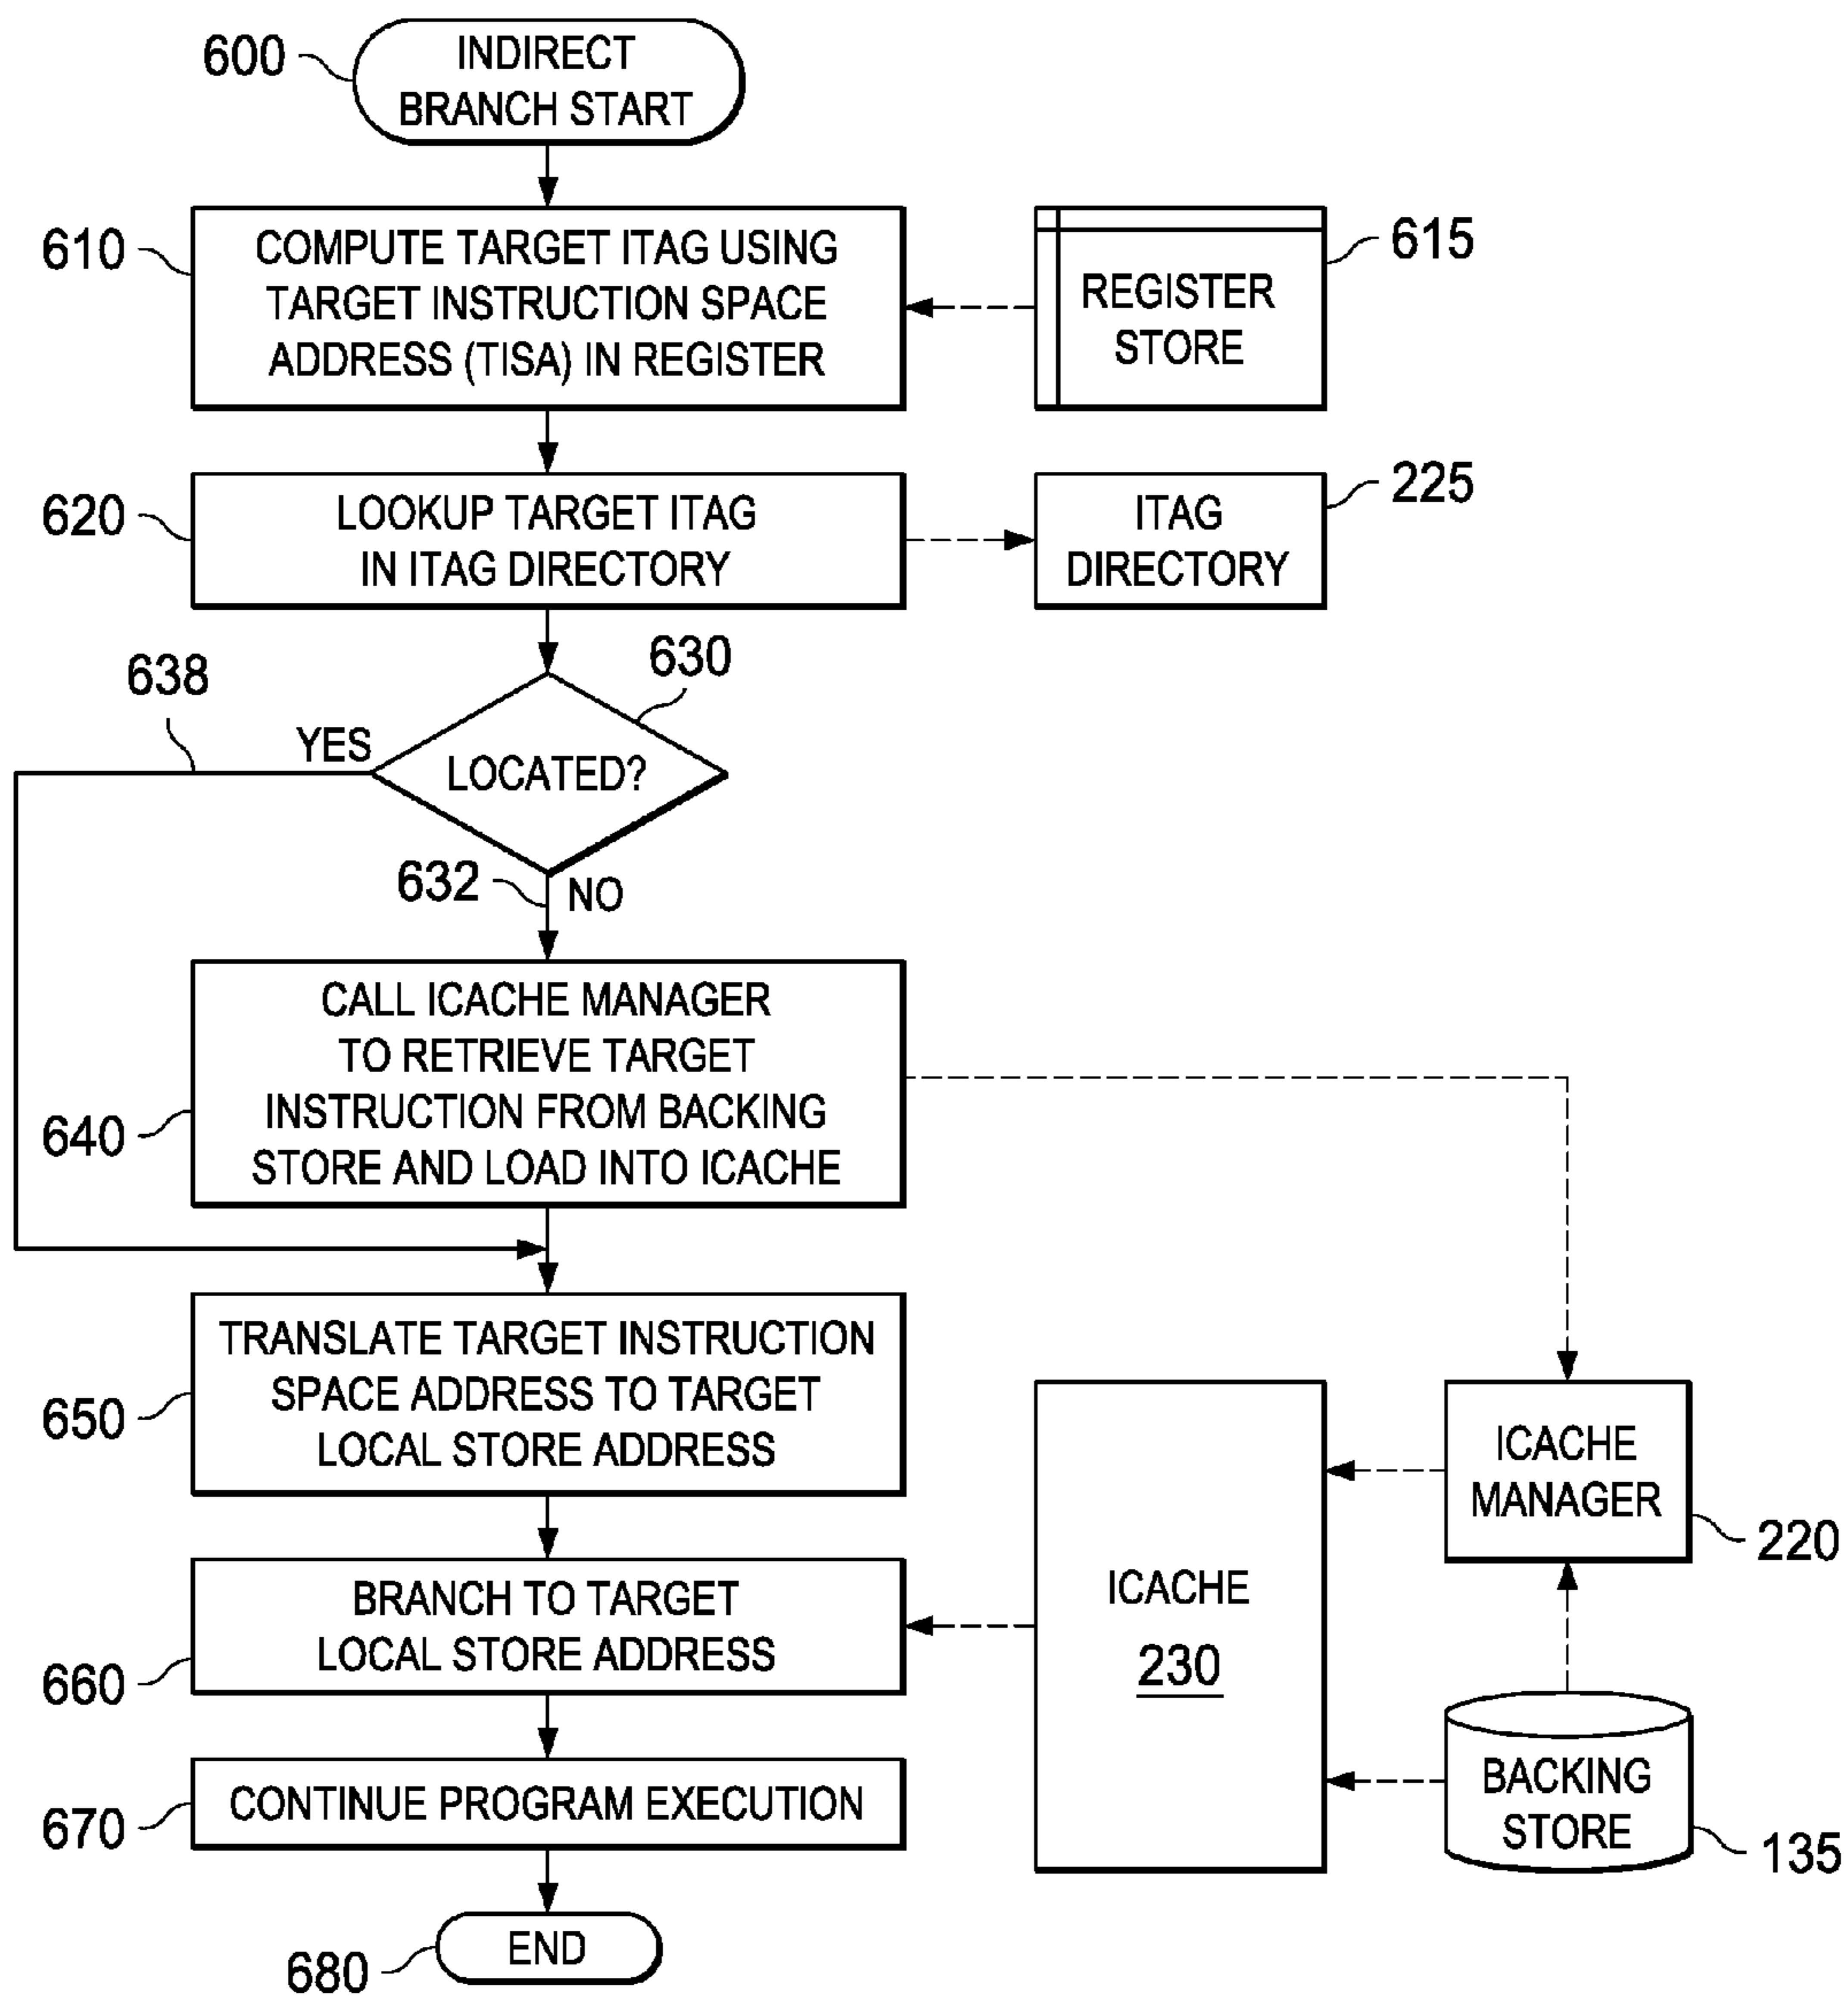 600
INDIRECT
BRANCH START
610
COMPUTE TARGET ITAG USING
TARGET INSTRUCTION SPACE
ADDRESS (TISA) IN REGISTER
REGISTER
STORE
615
620
LOOKUP TARGET ITAG
IN ITAG DIRECTORY
ITAG
DIRECTORY
225
638
630
YES
LOCATED?
632
NO
640
CALL ICACHE MANAGER
TO RETRIEVE TARGET
INSTRUCTION FROM BACKING
STORE AND LOAD INTO ICACHE
650
TRANSLATE TARGET INSTRUCTION
SPACE ADDRESS TO TARGET
LOCAL STORE ADDRESS
ICACHE
MANAGER
220
660
BRANCH TO TARGET
LOCAL STORE ADDRESS
ICACHE
230
670
CONTINUE PROGRAM EXECUTION
BACKING
STORE
135
680
END